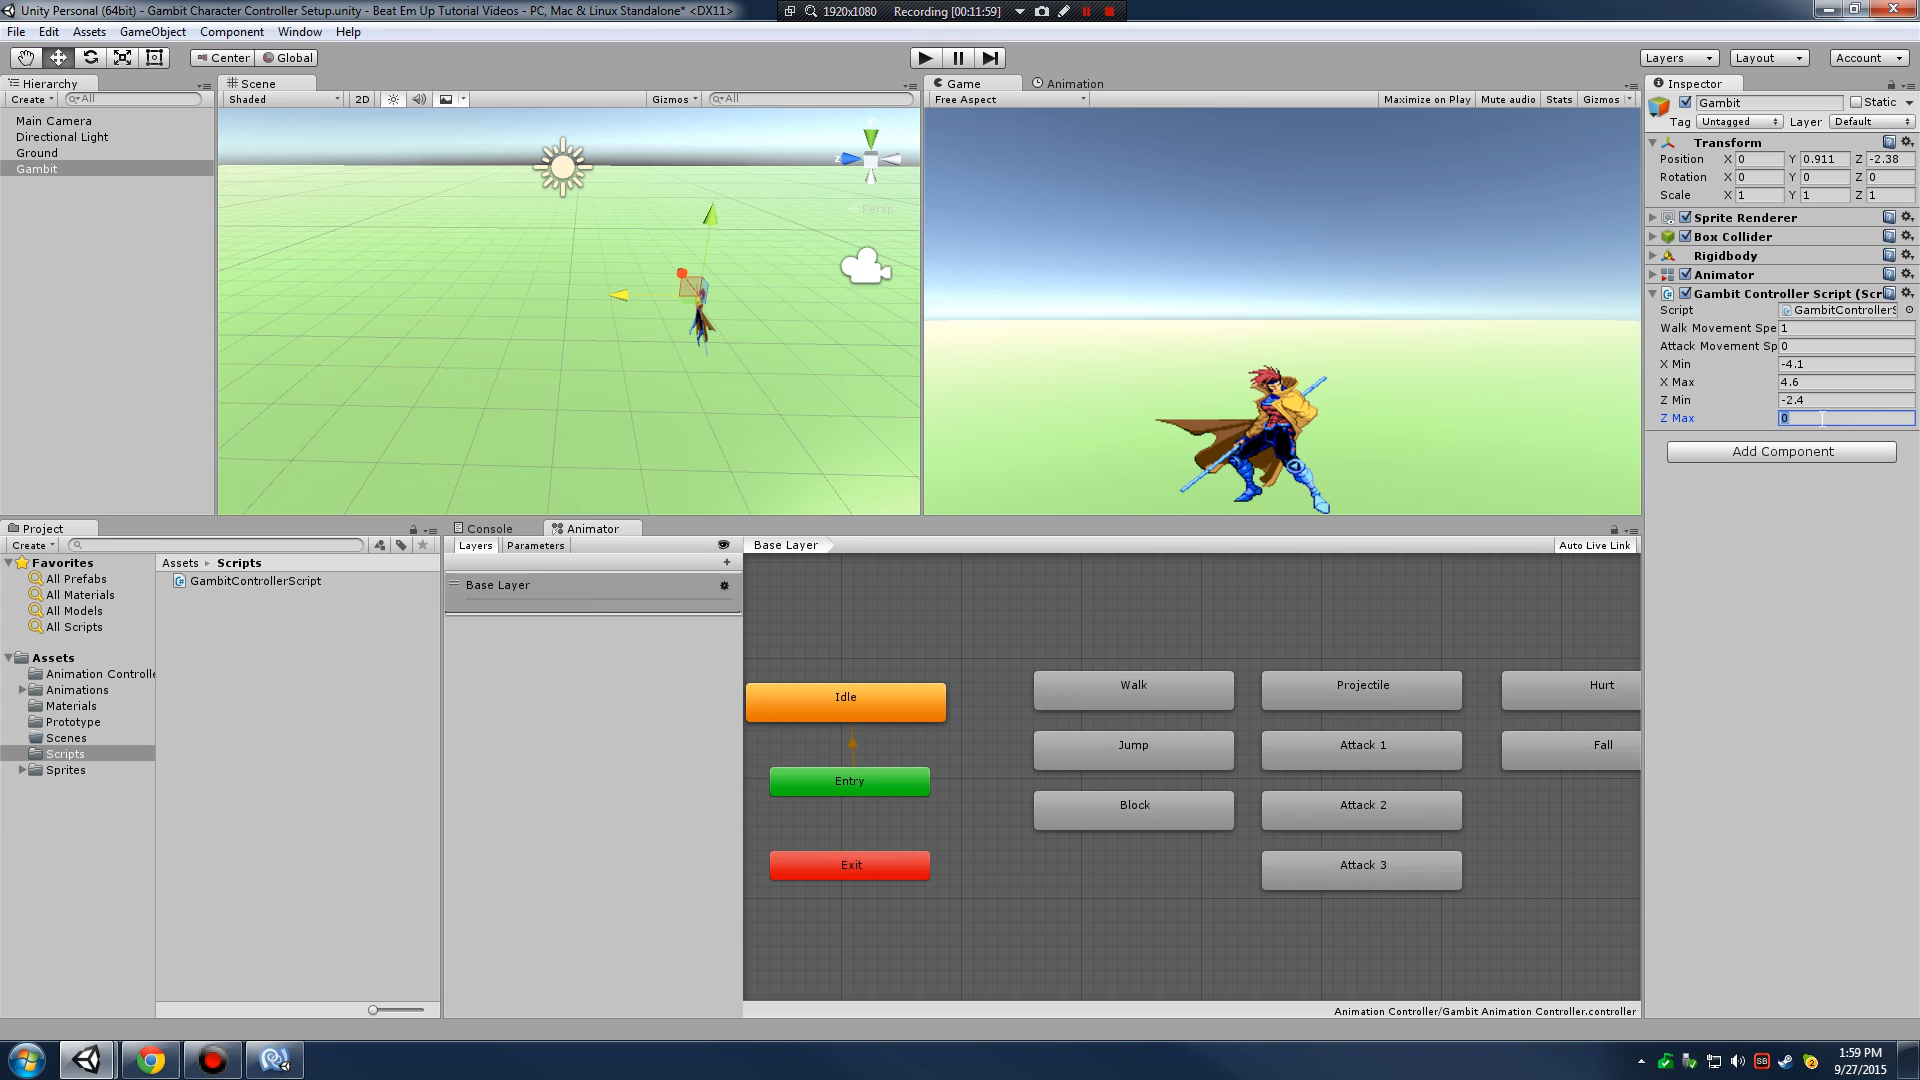 Unity Personal (64bit) - Gambit Character Controller Setup.unity - Beat Em Up Tutorial Videos - PC, Mac & Linux Standalone* <DX11>
1920x1080 Recording [00:11:59]
File Edit Assets GameObject Component Window Help
Center Global
Layers Layout Account
Hierarchy
Create All
Main Camera
Directional Light
Ground
Gambit
Scene
Shaded 2D Gizmos All
y
z
Persp
Game Animation
Free Aspect Maximize on Play Mute audio Stats Gizmos
Inspector
Gambit Static
Tag Untagged Layer Default
Transform
Position X 0 Y 0.911 Z -2.38
Rotation X 0 Y 0 Z 0
Scale X 1 Y 1 Z 1
Sprite Renderer
Box Collider
Rigidbody
Animator
Gambit Controller Script (Scr
Script GambitControllerS
Walk Movement Spe 1
Attack Movement Sp 0
X Min -4.1
X Max 4.6
Z Min -2.4
Z Max 0
Add Component
Project
Create
Favorites
All Prefabs
All Materials
All Models
All Scripts
Assets
Animation Controlle
Animations
Materials
Prototype
Scenes
Scripts
Sprites
Assets Scripts
GambitControllerScript
Console Animator
Layers Parameters
Base Layer
Base Layer Auto Live Link
Idle
Entry
Exit
Walk
Jump
Block
Projectile
Attack 1
Attack 2
Attack 3
Hurt
Fall
Animation Controller/Gambit Animation Controller.controller
SB
2
1:59 PM
9/27/2015